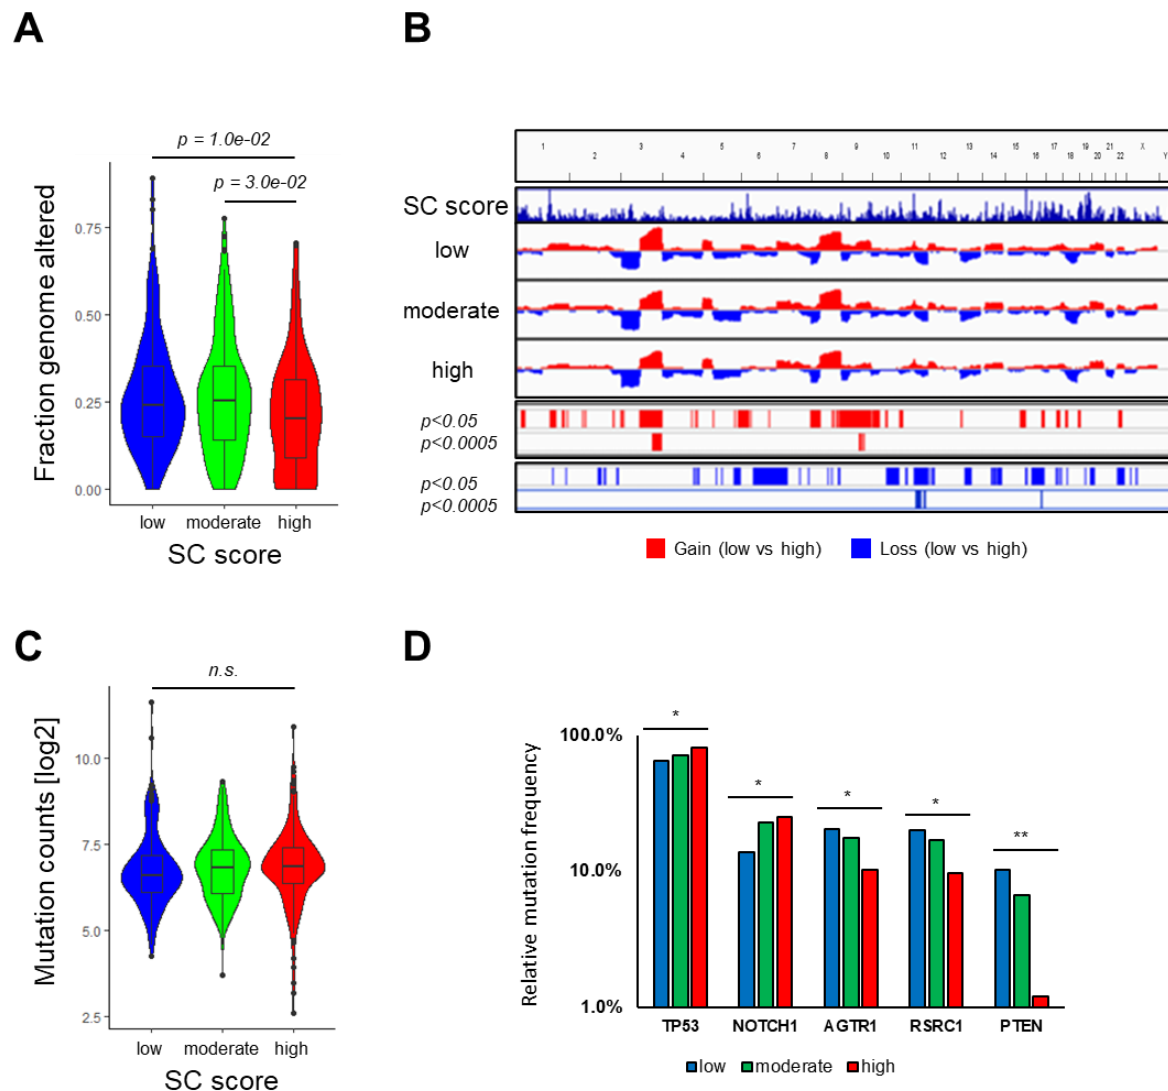 A
p = 1.0e-02
p = 3.0e-02
Fraction genome altered
0.75
0.50
0.25
0.00
low moderate high
SC score
B
1 2 3 4 5 6 7 8 9 10 11 12 13 14 15 16 17 18 19 20 21 22 X Y
SC score
low
moderate
high
p<0.05
p<0.0005
p<0.05
p<0.0005
Gain (low vs high) Loss (low vs high)
C
n.s.
Mutation counts [log2]
10.0
7.5
5.0
2.5
low moderate high
SC score
D
Relative mutation frequency
100.0%
10.0%
1.0%
* * * * **
TP53 NOTCH1 AGTR1 RSRC1 PTEN
low moderate high